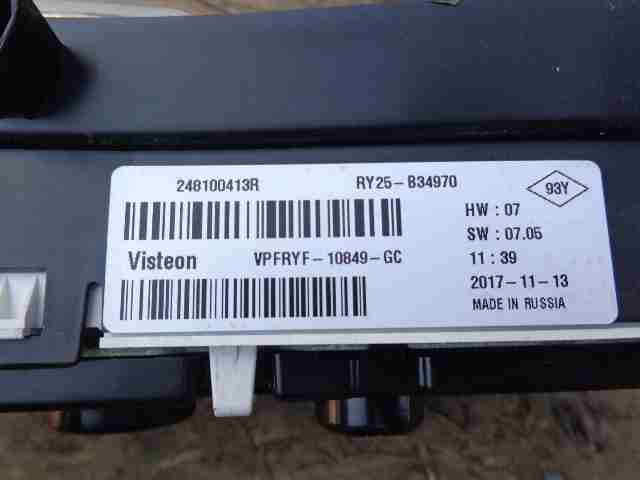 248100413R RY25-B34970
93Y
HW : 07
SW : 07.05
Visteon VPFRYF-10849-GC
11 : 39
2017-11-13
MADE IN RUSSIA